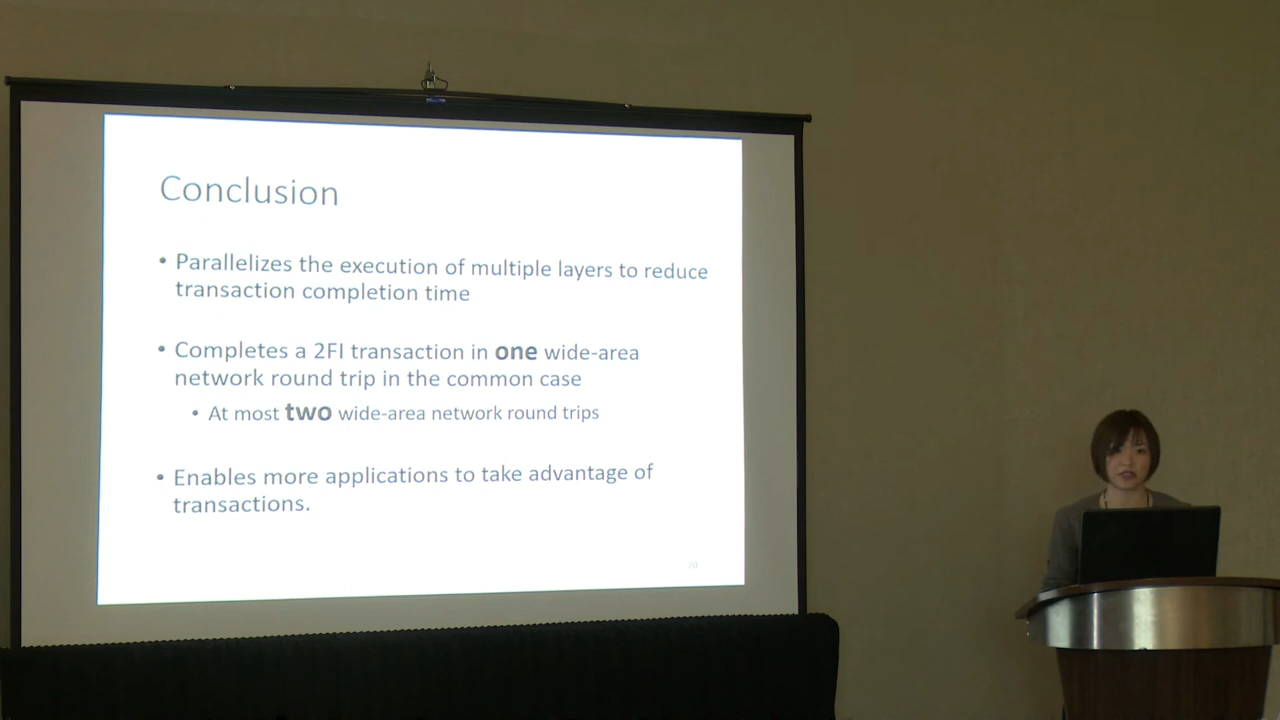 Conclusion
• Parallelizes the execution of multiple layers to reduce
transaction completion time
• Completes a 2FI transaction in one wide-area
network round trip in the common case
• At most two wide-area network round trips
• Enables more applications to take advantage of
transactions.
20